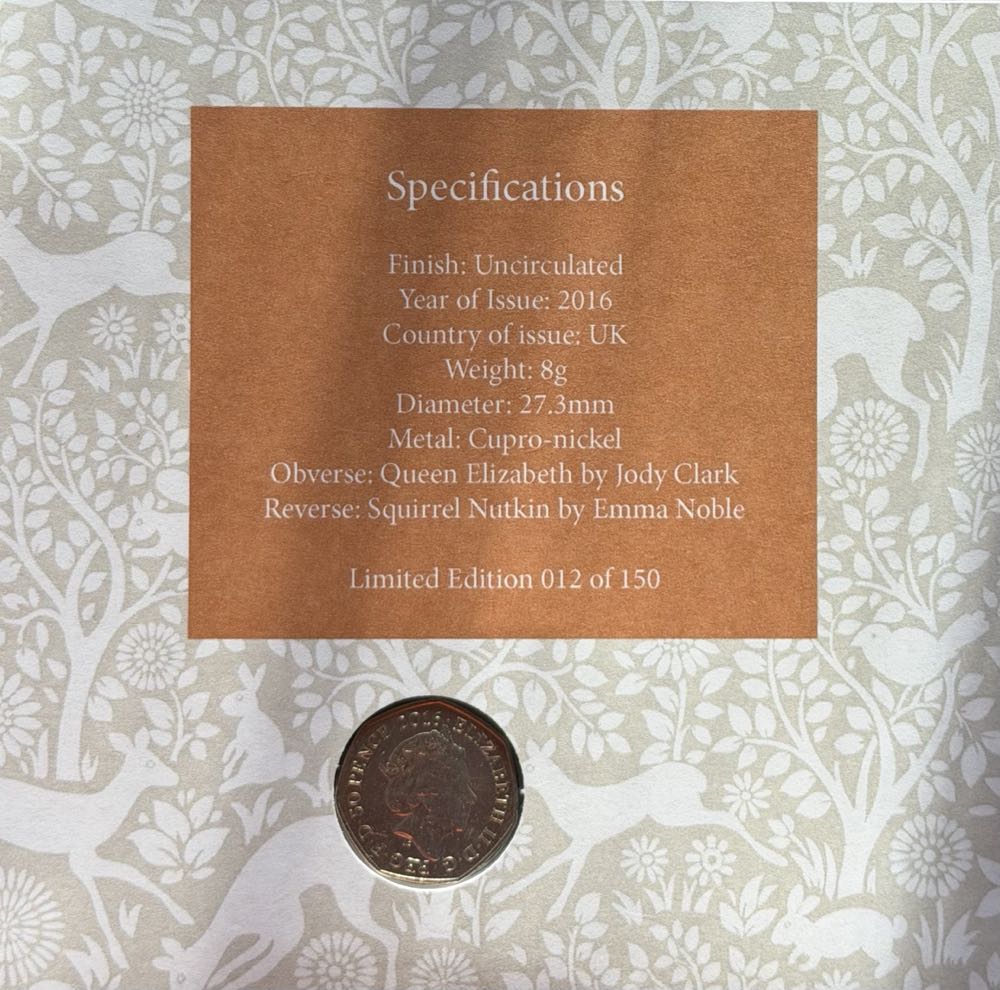 Specifications
Finish: Uncirculated
Year of Issue: 2016
Country of issue: UK
Weight: 8g
Diameter: 27.3mm
Metal: Cupro-nickel
Obverse: Queen Elizabeth by Jody Clark
Reverse: Squirrel Nutkin by Emma Noble
Limited Edition 012 of 150
2016·ELIZABETH II·D·G·REG·F·D·50 PENCE